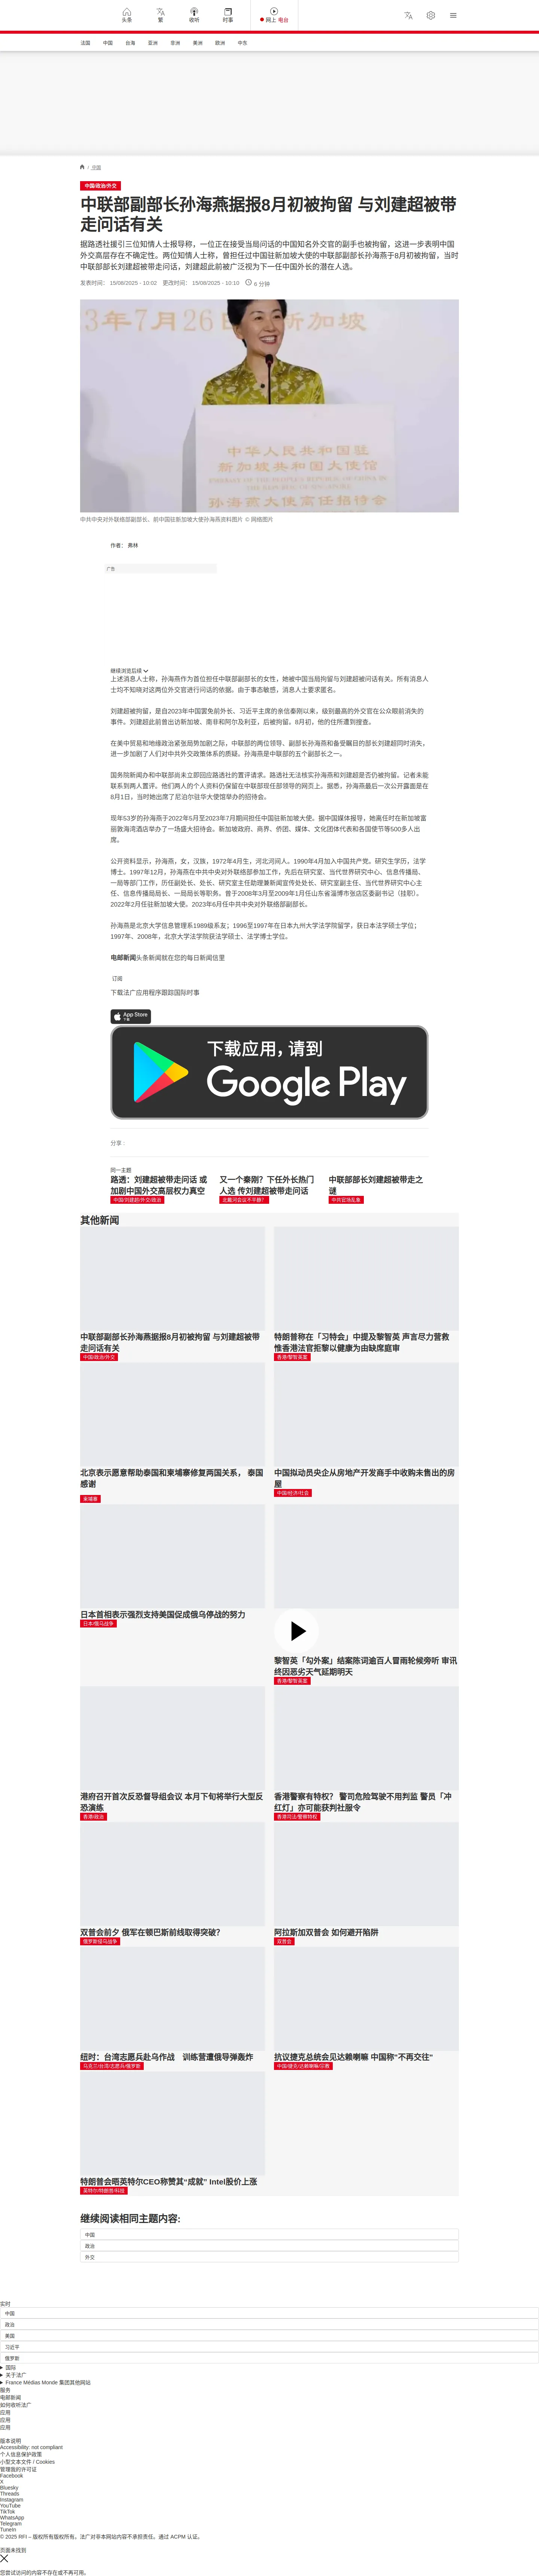 头条
繁
收听
时事
网上 电台
法国
中国
台海
亚洲
非洲
美洲
欧洲
中东
/ 中国
中国/政治/外交
中联部副部长孙海燕据报8月初被拘留 与刘建超被带
走问话有关
据路透社援引三位知情人士报导称，一位正在接受当局问话的中国知名外交官的副手也被拘留，这进一步表明中国
外交高层存在不确定性。两位知情人士称，曾担任过中国驻新加坡大使的中联部副部长孙海燕于8月初被拘留，当时
中联部部长刘建超被带走问话，刘建超此前被广泛视为下一任中国外长的潜在人选。
发表时间： 15/08/2025 - 10:02 更改时间： 15/08/2025 - 10:10 6 分钟
3年7月26日 新加坡
中华人民共和国驻
新加坡共和国大使馆
孙海燕大使高任招待会
中共中央对外联络部副部长，前中国驻新加坡大使孙海燕资料图片 © 网络图片
作者： 弗林
广告
继续浏览后续
上述消息人士称，孙海燕作为首位担任中联部副部长的女性，她被中国当局拘留与刘建超被问话有关。所有消息人
士均不知晓对这两位外交官进行问话的依据。由于事态敏感，消息人士要求匿名。
刘建超被拘留，是自2023年中国罢免前外长、习近平主席的亲信秦刚以来，级别最高的外交官在公众眼前消失的
事件。刘建超此前曾出访新加坡、南非和阿尔及利亚，后被拘留。8月初，他的住所遭到搜查。
在美中贸易和地缘政治紧张局势加剧之际，中联部的两位领导、副部长孙海燕和备受瞩目的部长刘建超同时消失，
进一步加剧了人们对中共外交政策体系的质疑。孙海燕是中联部的五个副部长之一。
国务院新闻办和中联部尚未立即回应路透社的置评请求。路透社无法核实孙海燕和刘建超是否仍被拘留。记者未能
联系到两人置评。他们两人的个人资料仍保留在中联部现任部领导的网页上。据悉，孙海燕最后一次公开露面是在
8月1日，当时她出席了尼泊尔驻华大使馆举办的招待会。
现年53岁的孙海燕于2022年5月至2023年7月期间担任中国驻新加坡大使。据中国媒体报导，她离任时在新加坡富
丽敦海湾酒店举办了一场盛大招待会。新加坡政府、商界、侨团、媒体、文化团体代表和各国使节等500多人出
席。
公开资料显示，孙海燕，女，汉族，1972年4月生，河北河间人。1990年4月加入中国共产党。研究生学历，法学
博士。1997年12月，孙海燕在中共中央对外联络部参加工作，先后在研究室、当代世界研究中心、信息传播局、
一局等部门工作，历任副处长、处长、研究室主任助理兼新闻宣传处处长、研究室副主任、当代世界研究中心主
任、信息传播局局长、一局局长等职务。曾于2008年3月至2009年1月任山东省淄博市张店区委副书记（挂职）。
2022年2月任驻新加坡大使。2023年6月任中共中央对外联络部副部长。
孙海燕是北京大学信息管理系1989级系友；1996至1997年在日本九州大学法学院留学，获日本法学硕士学位；
1997年、2008年，北京大学法学院获法学硕士、法学博士学位。
电邮新闻头条新闻就在您的每日新闻信里
订阅
下载法广应用程序跟踪国际时事
App Store
下载
下载应用，请到
Google Play
分享 :
同一主题
路透：刘建超被带走问话 或
加剧中国外交高层权力真空
中国/刘建超/外交/政治
又一个秦刚？下任外长热门
人选 传刘建超被带走问话
北戴河会议不平静？
中联部部长刘建超被带走之
谜
中共官场乱象
其他新闻
中联部副部长孙海燕据报8月初被拘留 与刘建超被带
走问话有关
中国/政治/外交
特朗普称在「习特会」中提及黎智英 声言尽力营救
惟香港法官拒黎以健康为由缺席庭审
香港/黎智英案
北京表示愿意帮助泰国和柬埔寨修复两国关系， 泰国
感谢
柬埔寨
中国拟动员央企从房地产开发商手中收购未售出的房
屋
中国/经济/社会
日本首相表示强烈支持美国促成俄乌停战的努力
日本/俄乌战争
黎智英「勾外案」结案陈词逾百人冒雨轮候旁听 审讯
终因恶劣天气延期明天
香港/黎智英案
港府召开首次反恐督导组会议 本月下旬将举行大型反
恐演练
香港/政治
香港警察有特权？ 警司危险驾驶不用判监 警员「冲
红灯」亦可能获判社服令
香港司法/警察特权
双普会前夕 俄军在顿巴斯前线取得突破？
俄罗斯侵乌战争
阿拉斯加双普会 如何避开陷阱
双普会
纽时：台湾志愿兵赴乌作战 训练营遭俄导弹轰炸
乌克兰/台湾/志愿兵/俄罗斯
抗议捷克总统会见达赖喇嘛 中国称"不再交往"
中国/捷克/达赖喇嘛/宗教
特朗普会晤英特尔CEO称赞其“成就” Intel股价上涨
英特尔/特朗普/科技
继续阅读相同主题内容:
中国
政治
外交
实时
中国
政治
美国
习近平
俄罗斯
国际
关于法广
France Médias Monde 集团其他网站
服务
电邮新闻
如何收听法广
应用
应用
应用
版本说明
Accessibility: not compliant
个人信息保护政策
小型文本文件 / Cookies
管理我的许可证
Facebook
X
Bluesky
Threads
Instagram
YouTube
TikTok
WhatsApp
Telegram
TuneIn
© 2025 RFI – 版权所有版权所有。法广对非本网站内容不承担责任。通过 ACPM 认证。
页面未找到
您尝试访问的内容不存在或不再可用。